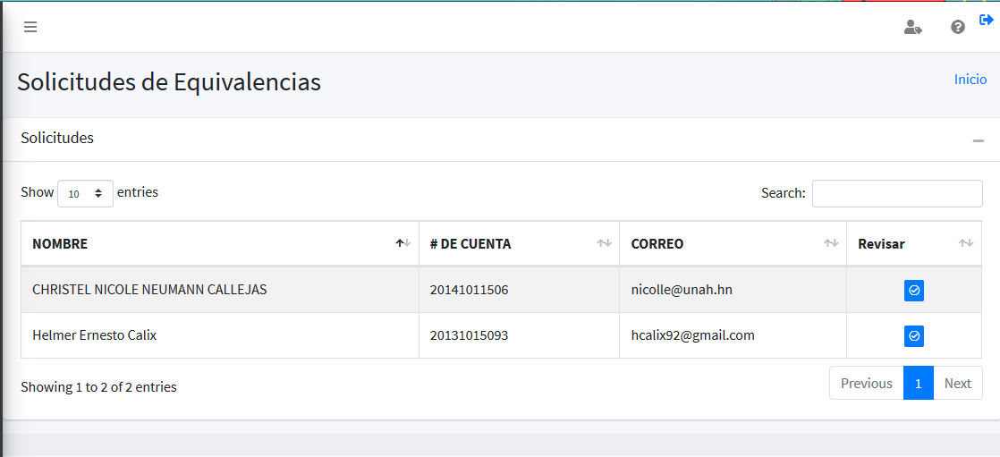 Solicitudes de Equivalencias
Inicio
Solicitudes
Show 10 entries
Search:
NOMBRE # DE CUENTA CORREO Revisar
CHRISTEL NICOLE NEUMANN CALLEJAS 20141011506 nicolle@unah.hn
Helmer Ernesto Calix 20131015093 hcalix92@gmail.com
Showing 1 to 2 of 2 entries
Previous 1 Next